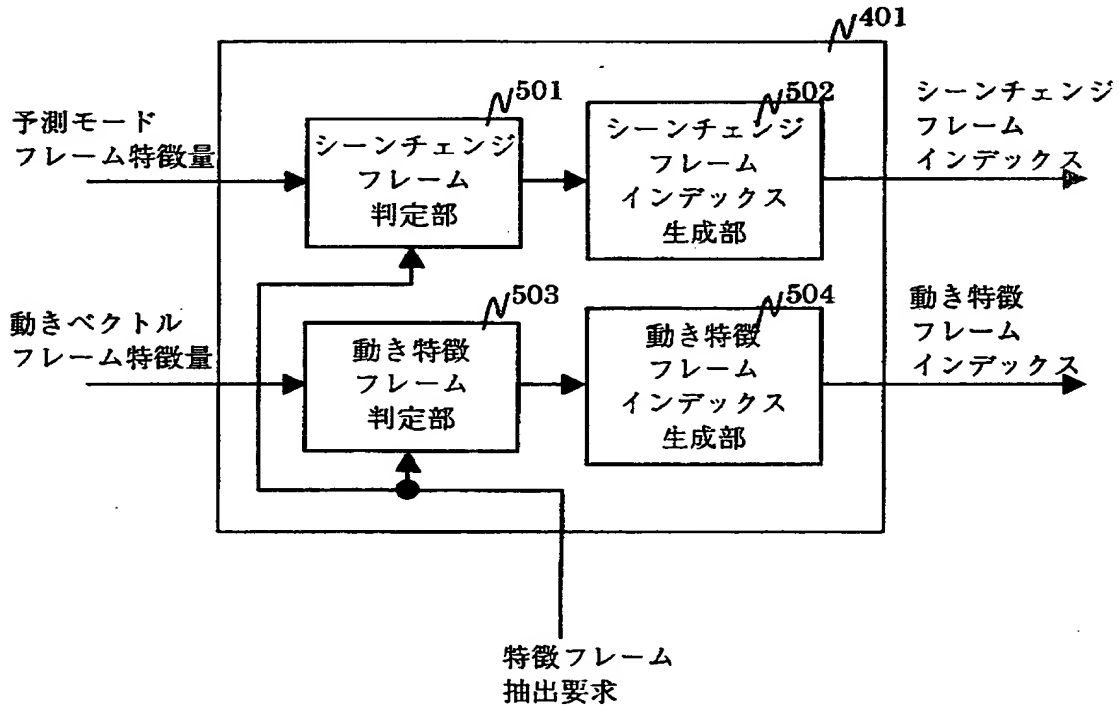 401
予測モード
フレーム特徴量
501
シーンチェンジ
フレーム
判定部
502
シーンチェンジ
フレーム
インデックス
生成部
シーンチェンジ
フレーム
インデックス
動きベクトル
フレーム特徴量
503
動き特徴
フレーム
判定部
504
動き特徴
フレーム
インデックス
生成部
動き特徴
フレーム
インデックス
特徴フレーム
抽出要求